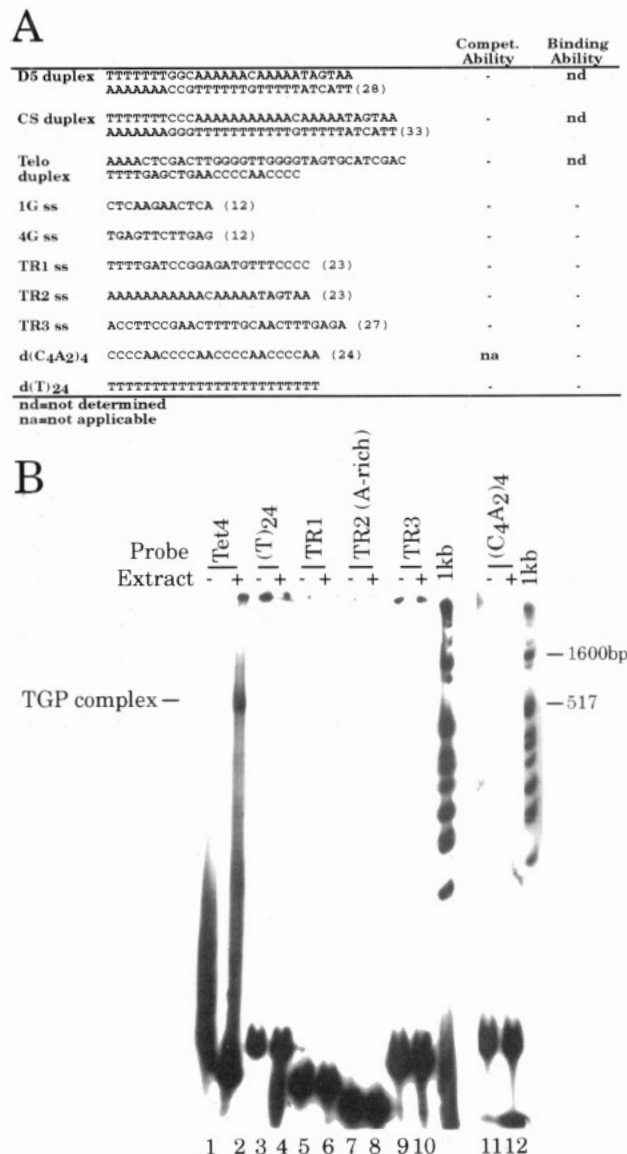 A
Compet. Binding
Ability Ability
D5 duplex TTTTTTTGGCAAAAAACAAAAATAGTAA - nd
AAAAAAACCGTTTTTTGTTTTTATCATT(28)
CS duplex TTTTTTTCCCAAAAAAAAAAACAAAAATAGTAA - nd
AAAAAAAGGGTTTTTTTTTTTGTTTTTATCATT(33)
Telo AAAACTCGACTTGGGGTTGGGGTAGTGCATCGAC - nd
duplex TTTTGAGCTGAACCCCAACCCC
1G ss CTCAAGAACTCA (12) - -
4G ss TGAGTTCTTGAG (12) - -
TR1 ss TTTTGATCCGGAGATGTTTCCCC (23) - -
TR2 ss AAAAAAAAAAACAAAAATAGTAA (23) - -
TR3 ss ACCTTCCGAACTTTTGCAACTTTGAGA (27) - -
d(C4A2)4 CCCCAACCCCAACCCCAACCCCAA (24) na -
d(T)24 TTTTTTTTTTTTTTTTTTTTTTTT - -
nd=not determined
na=not applicable
B
Probe Tet4 (T)24 TR1 TR2 (A-rich) TR3 1kb (C4A2)4 1kb
Extract - + - + - + - + - + - +
1600bp
TGP complex
517
1 2 3 4 5 6 7 8 9 10 11 12